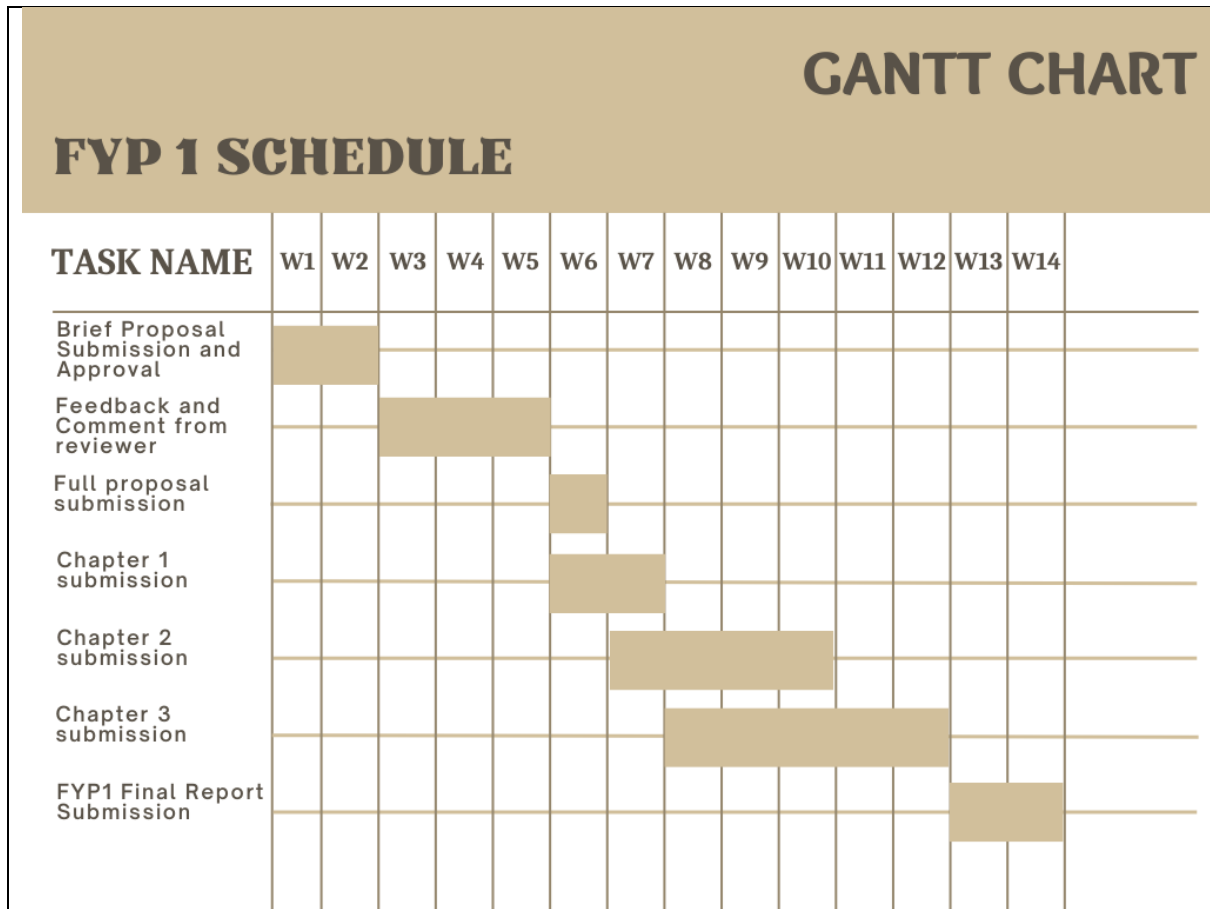 GANTT CHART
FYP 1 SCHEDULE
TASK NAME W1 W2 W3 W4 W5 W6 W7 W8 W9 W10 W11 W12 W13 W14
Brief Proposal
Submission and
Approval
Feedback and
Comment from
reviewer
Full proposal
submission
Chapter 1
submission
Chapter 2
submission
Chapter 3
submission
FYP1 Final Report
Submission